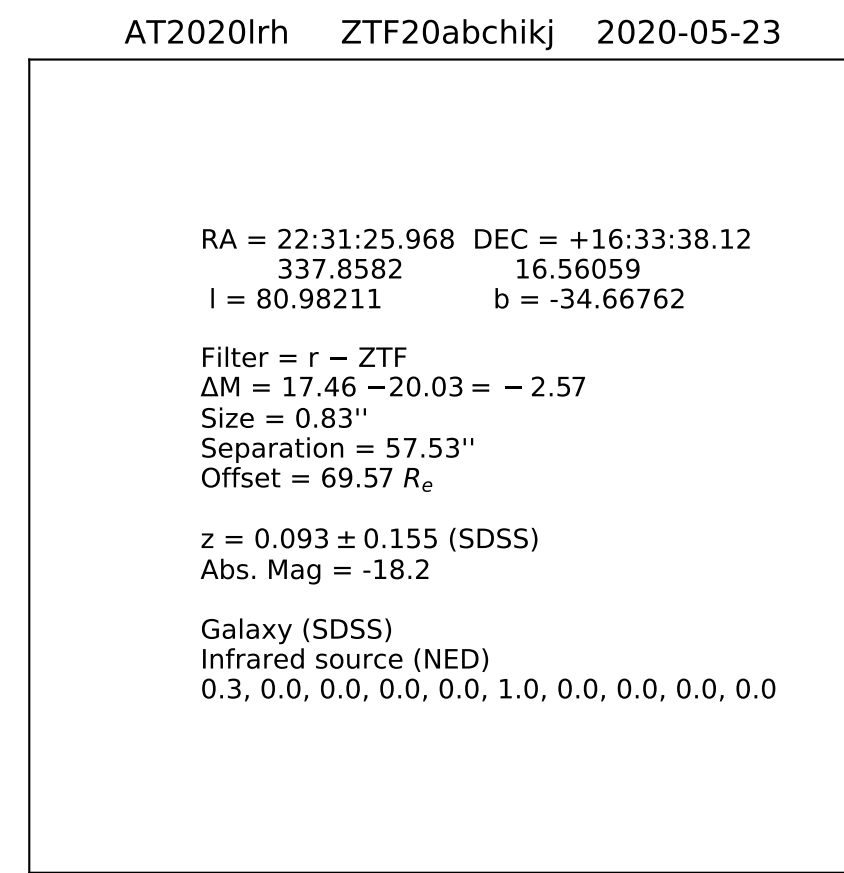 AT2020lrh ZTF20abchikj 2020-05-23
RA = 22:31:25.968 DEC = +16:33:38.12
337.8582 16.56059
l = 80.98211 b = -34.66762
Filter = r − ZTF
ΔM = 17.46 −20.03 = − 2.57
Size = 0.83''
Separation = 57.53''
Offset = 69.57 Rₑ
z = 0.093 ± 0.155 (SDSS)
Abs. Mag = -18.2
Galaxy (SDSS)
Infrared source (NED)
0.3, 0.0, 0.0, 0.0, 0.0, 1.0, 0.0, 0.0, 0.0, 0.0